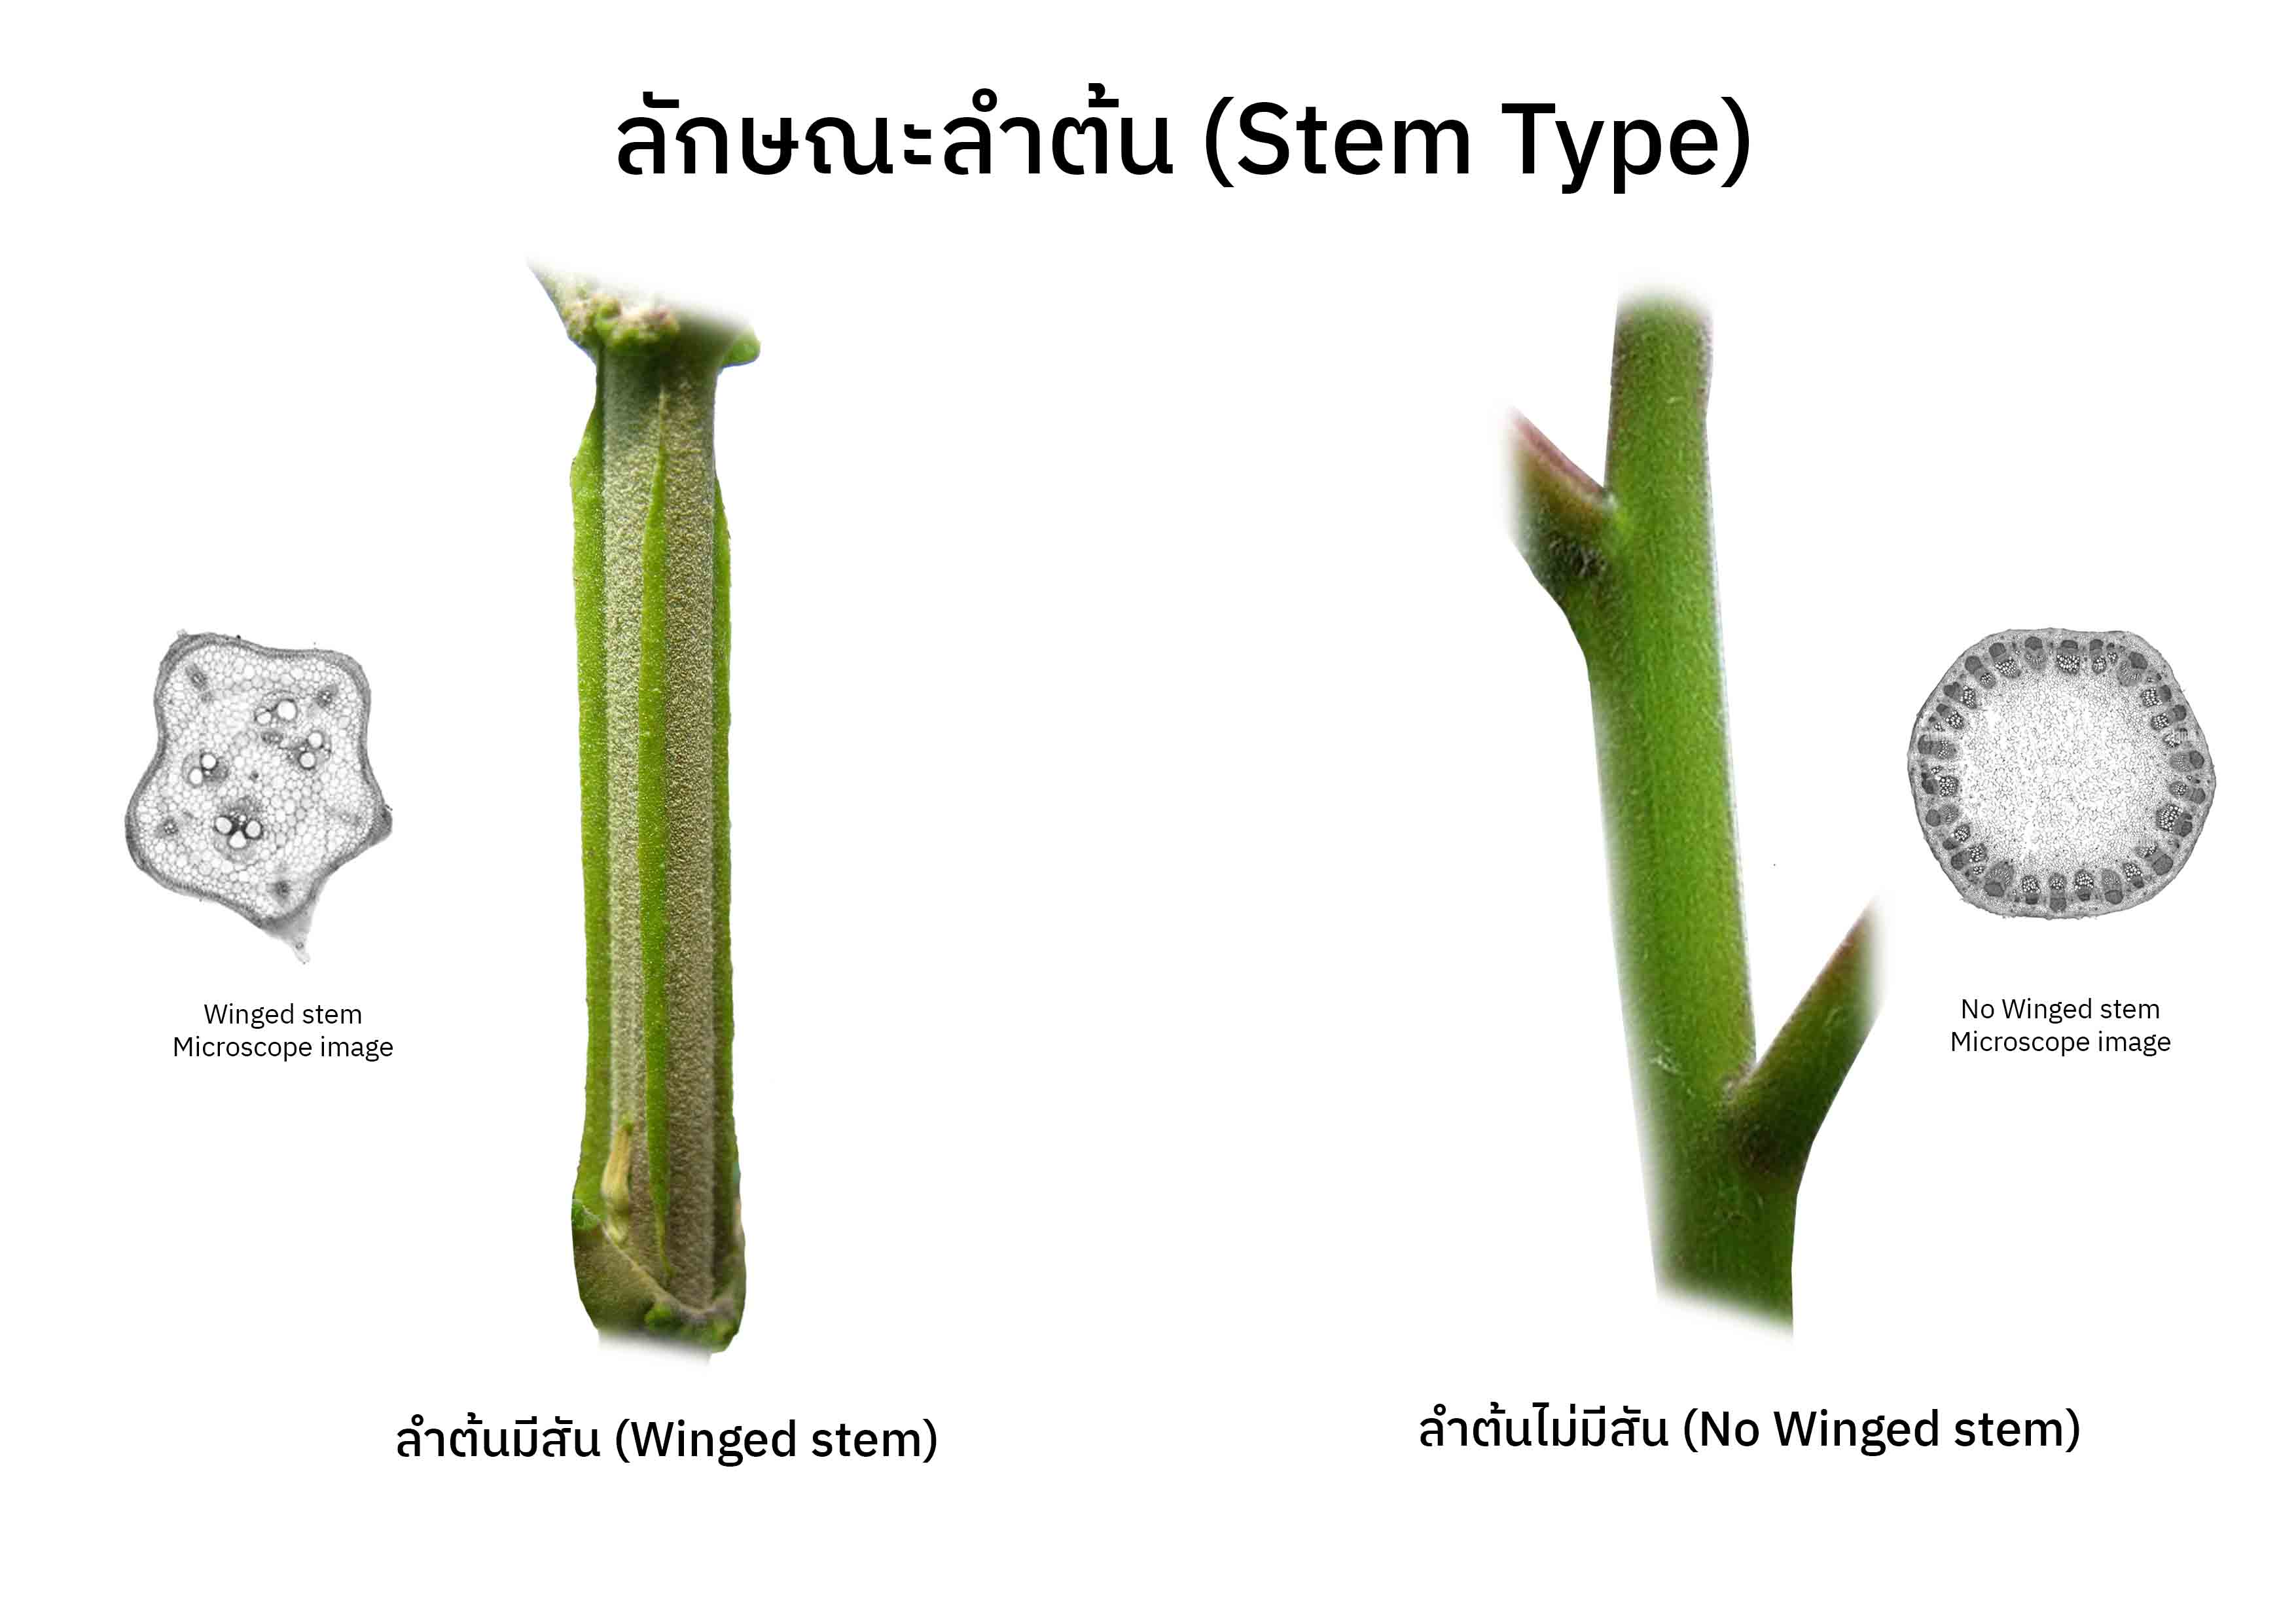 ลักษณะลำต้น (Stem Type)
Winged stem
Microscope image
No Winged stem
Microscope image
ลำต้นมีสัน (Winged stem)
ลำต้นไม่มีสัน (No Winged stem)